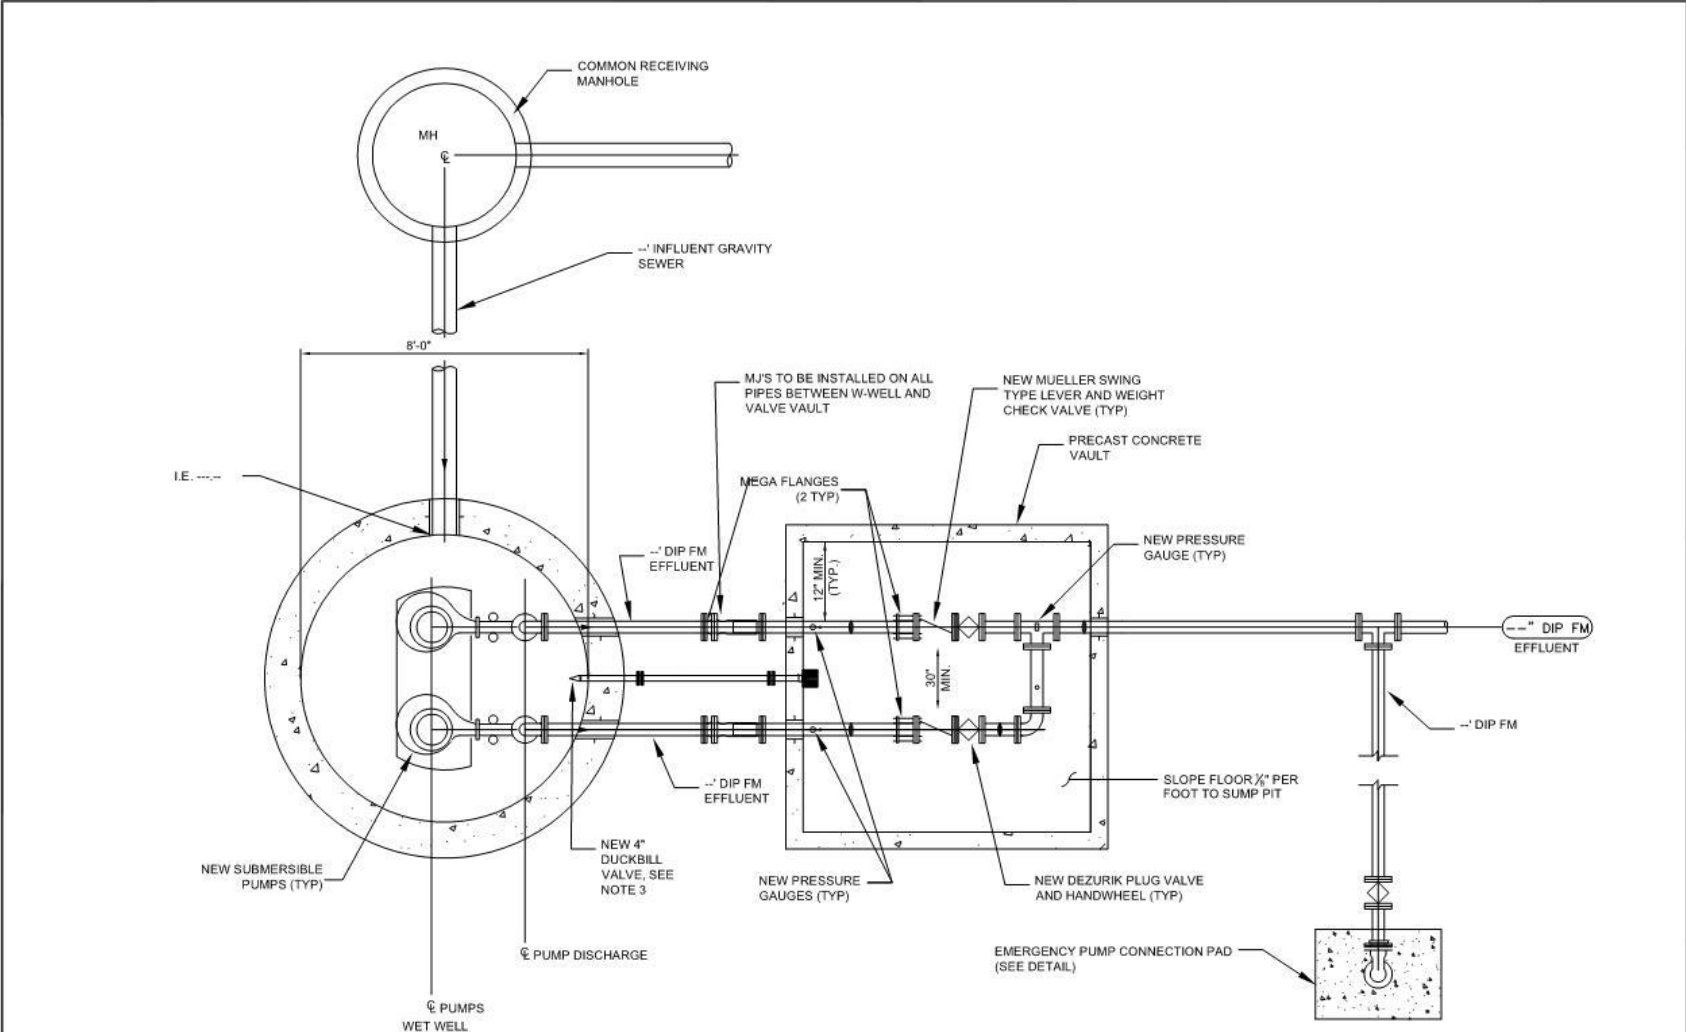 COMMON RECEIVING
MANHOLE
MH
℄
--' INFLUENT GRAVITY
SEWER
8'-0"
MJ'S TO BE INSTALLED ON ALL
PIPES BETWEEN W-WELL AND
VALVE VAULT
NEW MUELLER SWING
TYPE LEVER AND WEIGHT
CHECK VALVE (TYP)
PRECAST CONCRETE
VAULT
I.E. ---.--
MEGA FLANGES
(2 TYP)
--' DIP FM
EFFLUENT
12" MIN.
(TYP.)
NEW PRESSURE
GAUGE (TYP)
--" DIP FM
EFFLUENT
30"
MIN.
--' DIP FM
--' DIP FM
EFFLUENT
SLOPE FLOOR ⅛" PER
FOOT TO SUMP PIT
NEW SUBMERSIBLE
PUMPS (TYP)
NEW 4"
DUCKBILL
VALVE, SEE
NOTE 3
NEW PRESSURE
GAUGES (TYP)
NEW DEZURIK PLUG VALVE
AND HANDWHEEL (TYP)
℄ PUMP DISCHARGE
EMERGENCY PUMP CONNECTION PAD
(SEE DETAIL)
℄ PUMPS
WET WELL